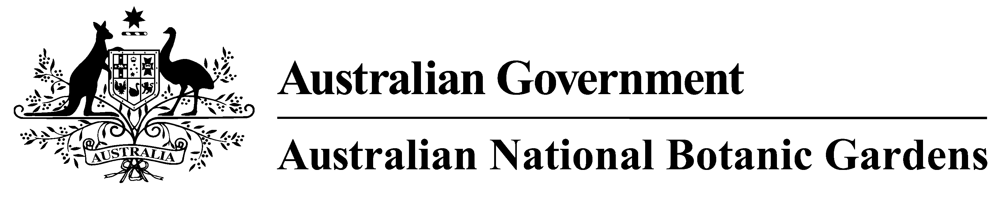 AUSTRALIA
Australian Government
Australian National Botanic Gardens